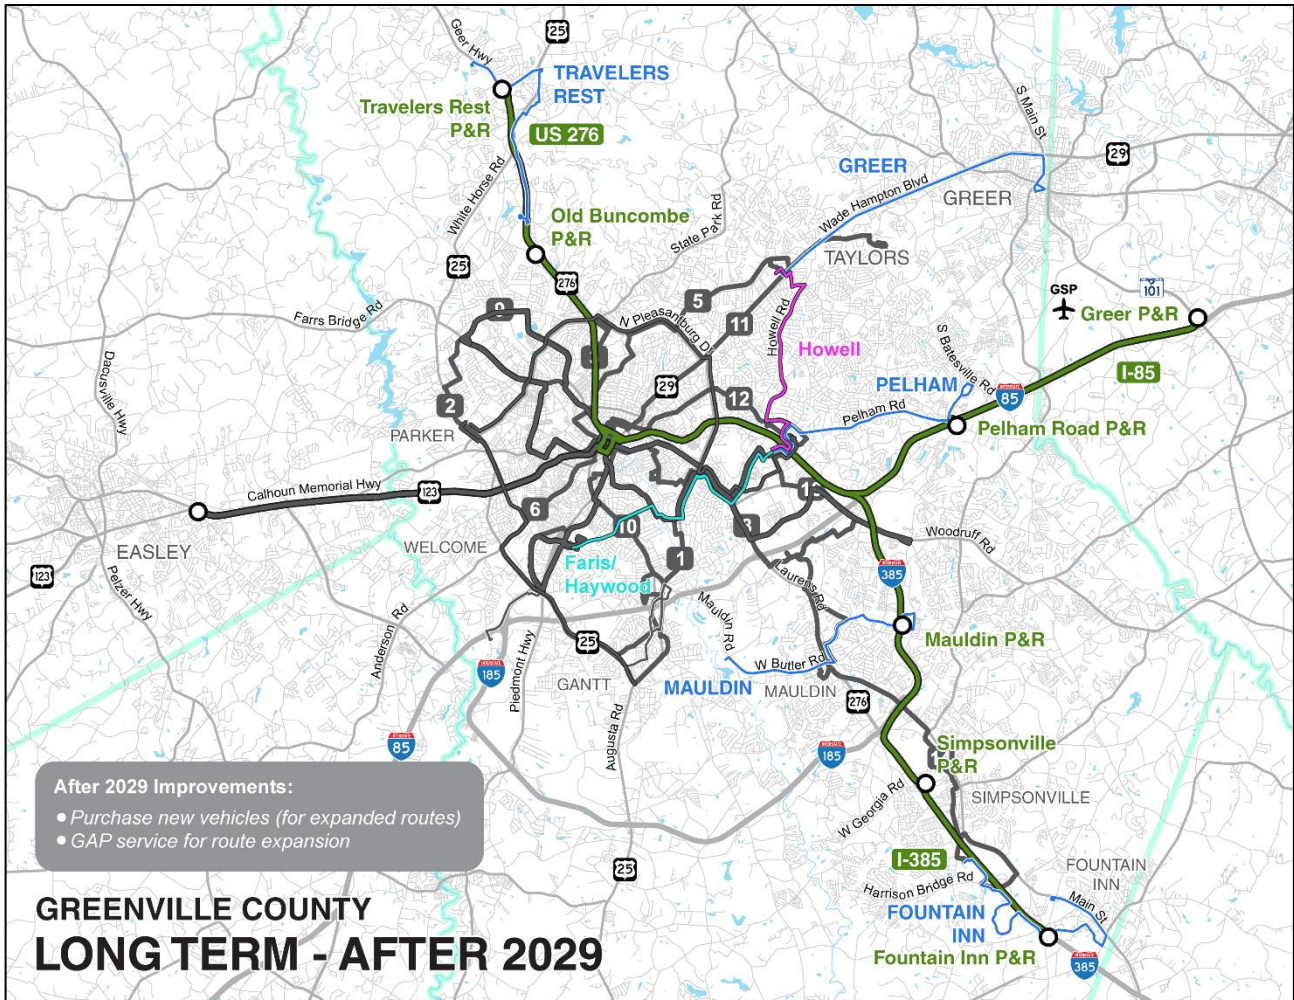 25
Geer Hwy
TRAVELERS
REST
Travelers Rest
P&R
US 276
S Main St
29
GREER
White Horse Rd
Wade Hampton Blvd
GREER
Old Buncombe
P&R
State Park Rd
TAYLORS
25
276
GSP
101
Greer P&R
9
5
N Pleasantburg Dr
11
Howell Rd
Farrs Bridge Rd
Howell
S Batesville Rd
I-85
Dacusville Hwy
29
PELHAM
INTERSTATE
85
2
12
Pelham Rd
Pelham Road P&R
PARKER
Calhoun Memorial Hwy
123
6
10
1
EASLEY
WELCOME
Woodruff Rd
123
Faris/
Haywood
1
Laurens Rd
INTERSTATE
385
Pelzer Hwy
Anderson Rd
Mauldin Rd
Mauldin P&R
25
Piedmont Hwy
W Butler Rd
INTERSTATE
185
GANTT
MAULDIN
MAULDIN
276
Augusta Rd
INTERSTATE
85
INTERSTATE
185
Simpsonville
P&R
W Georgia Rd
SIMPSONVILLE
After 2029 Improvements:
• Purchase new vehicles (for expanded routes)
• GAP service for route expansion
25
I-385
Harrison Bridge Rd
FOUNTAIN
INN
Main St
FOUNTAIN
INN
Fountain Inn P&R
INTERSTATE
385
GREENVILLE COUNTY
LONG TERM - AFTER 2029